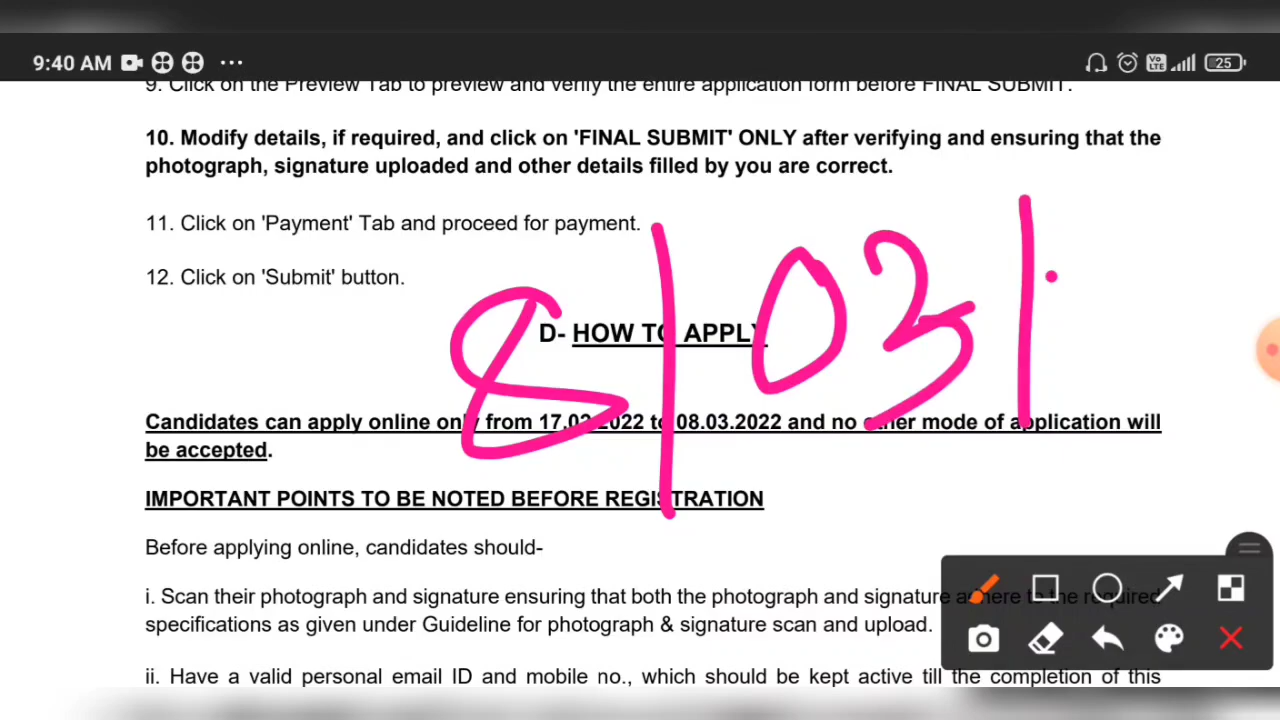 9:40 AM ... Vo LTE 25
9. Click on the Preview Tab to preview and verify the entire application form before FINAL SUBMIT.
10. Modify details, if required, and click on 'FINAL SUBMIT' ONLY after verifying and ensuring that the
photograph, signature uploaded and other details filled by you are correct.
11. Click on 'Payment' Tab and proceed for payment.
12. Click on 'Submit' button.
8/03/
D- HOW TO APPLY
Candidates can apply online only from 17.02.2022 to 08.03.2022 and no other mode of application will
be accepted.
IMPORTANT POINTS TO BE NOTED BEFORE REGISTRATION
Before applying online, candidates should-
i. Scan their photograph and signature ensuring that both the photograph and signature adhere to the required
specifications as given under Guideline for photograph & signature scan and upload.
ii. Have a valid personal email ID and mobile no., which should be kept active till the completion of this